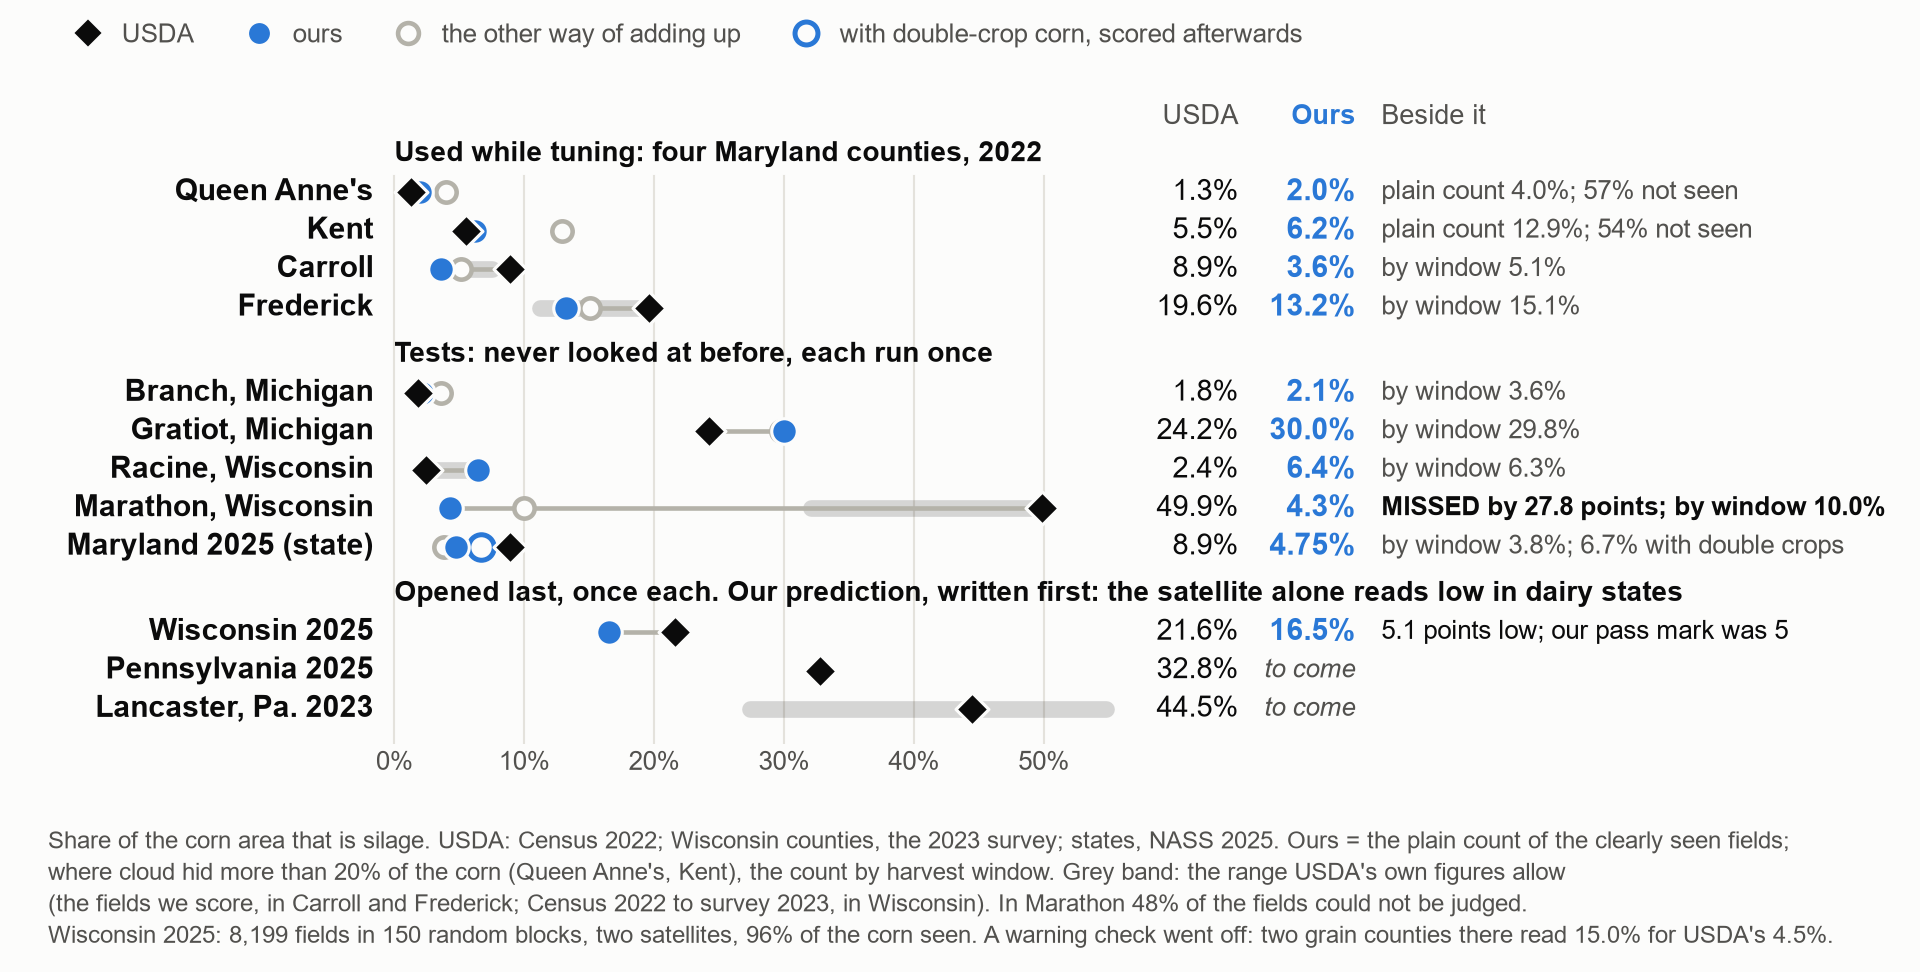 USDA ours the other way of adding up with double-crop corn, scored afterwards
USDA Ours Beside it
Used while tuning: four Maryland counties, 2022
Queen Anne's 1.3% 2.0% plain count 4.0%; 57% not seen
Kent 5.5% 6.2% plain count 12.9%; 54% not seen
Carroll 8.9% 3.6% by window 5.1%
Frederick 19.6% 13.2% by window 15.1%
Tests: never looked at before, each run once
Branch, Michigan 1.8% 2.1% by window 3.6%
Gratiot, Michigan 24.2% 30.0% by window 29.8%
Racine, Wisconsin 2.4% 6.4% by window 6.3%
Marathon, Wisconsin 49.9% 4.3% MISSED by 27.8 points; by window 10.0%
Maryland 2025 (state) 8.9% 4.75% by window 3.8%; 6.7% with double crops
Opened last, once each. Our prediction, written first: the satellite alone reads low in dairy states
Wisconsin 2025 21.6% 16.5% 5.1 points low; our pass mark was 5
Pennsylvania 2025 32.8% to come
Lancaster, Pa. 2023 44.5% to come
0% 10% 20% 30% 40% 50%
Share of the corn area that is silage. USDA: Census 2022; Wisconsin counties, the 2023 survey; states, NASS 2025. Ours = the plain count of the clearly seen fields;
where cloud hid more than 20% of the corn (Queen Anne's, Kent), the count by harvest window. Grey band: the range USDA's own figures allow
(the fields we score, in Carroll and Frederick; Census 2022 to survey 2023, in Wisconsin). In Marathon 48% of the fields could not be judged.
Wisconsin 2025: 8,199 fields in 150 random blocks, two satellites, 96% of the corn seen. A warning check went off: two grain counties there read 15.0% for USDA's 4.5%.